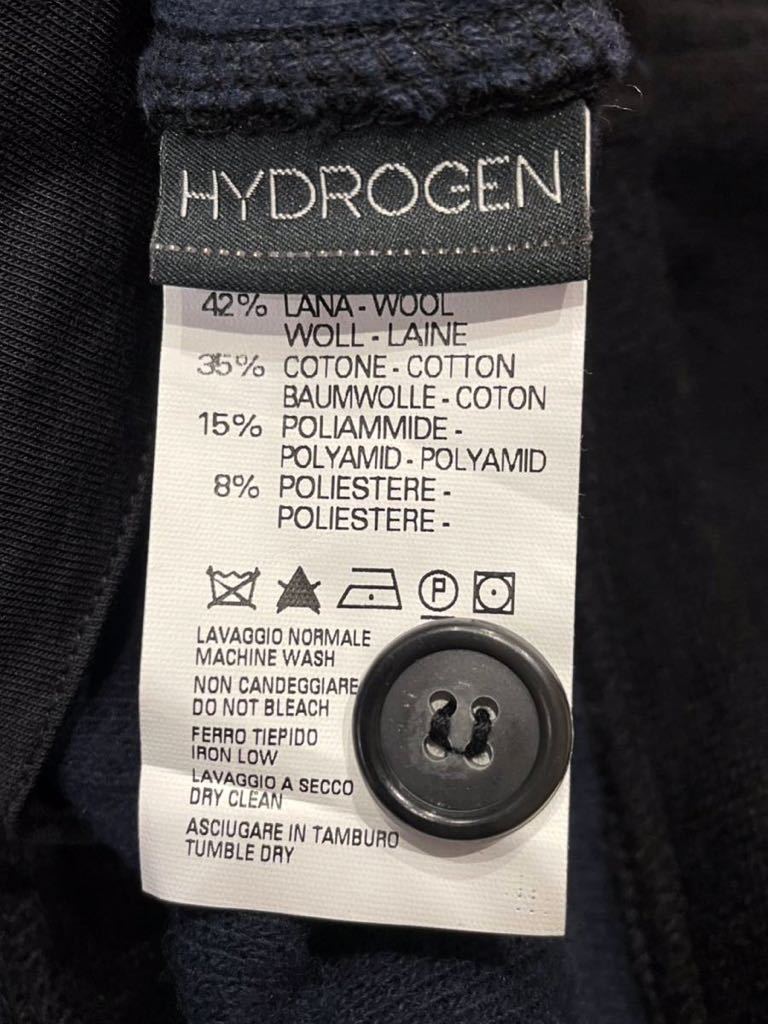 HYDROGEN
42% LANA - WOOL
WOLL - LAINE
35% COTONE - COTTON
BAUMWOLLE - COTON
15% POLIAMMIDE -
POLYAMID - POLYAMID
8% POLIESTERE -
POLIESTERE -
P
LAVAGGIO NORMALE
MACHINE WASH
NON CANDEGGIARE
DO NOT BLEACH
FERRO TIEPIDO
IRON LOW
LAVAGGIO A SECCO
DRY CLEAN
ASCIUGARE IN TAMBURO
TUMBLE DRY